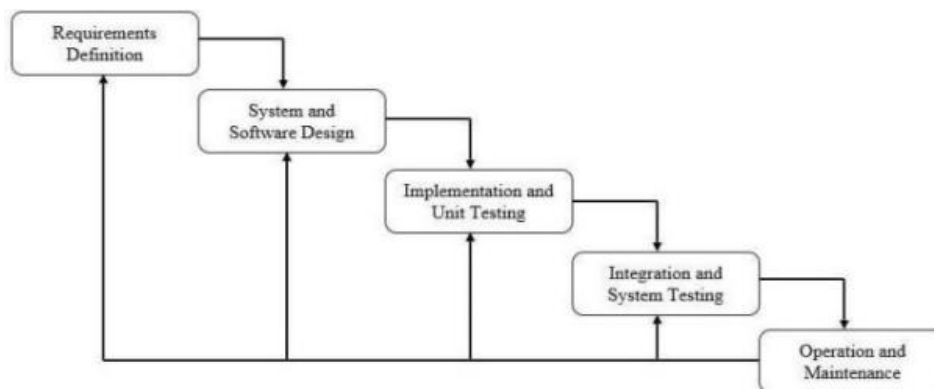 Requirements
Definition
System and
Software Design
Implementation and
Unit Testing
Integration and
System Testing
Operation and
Maintenance